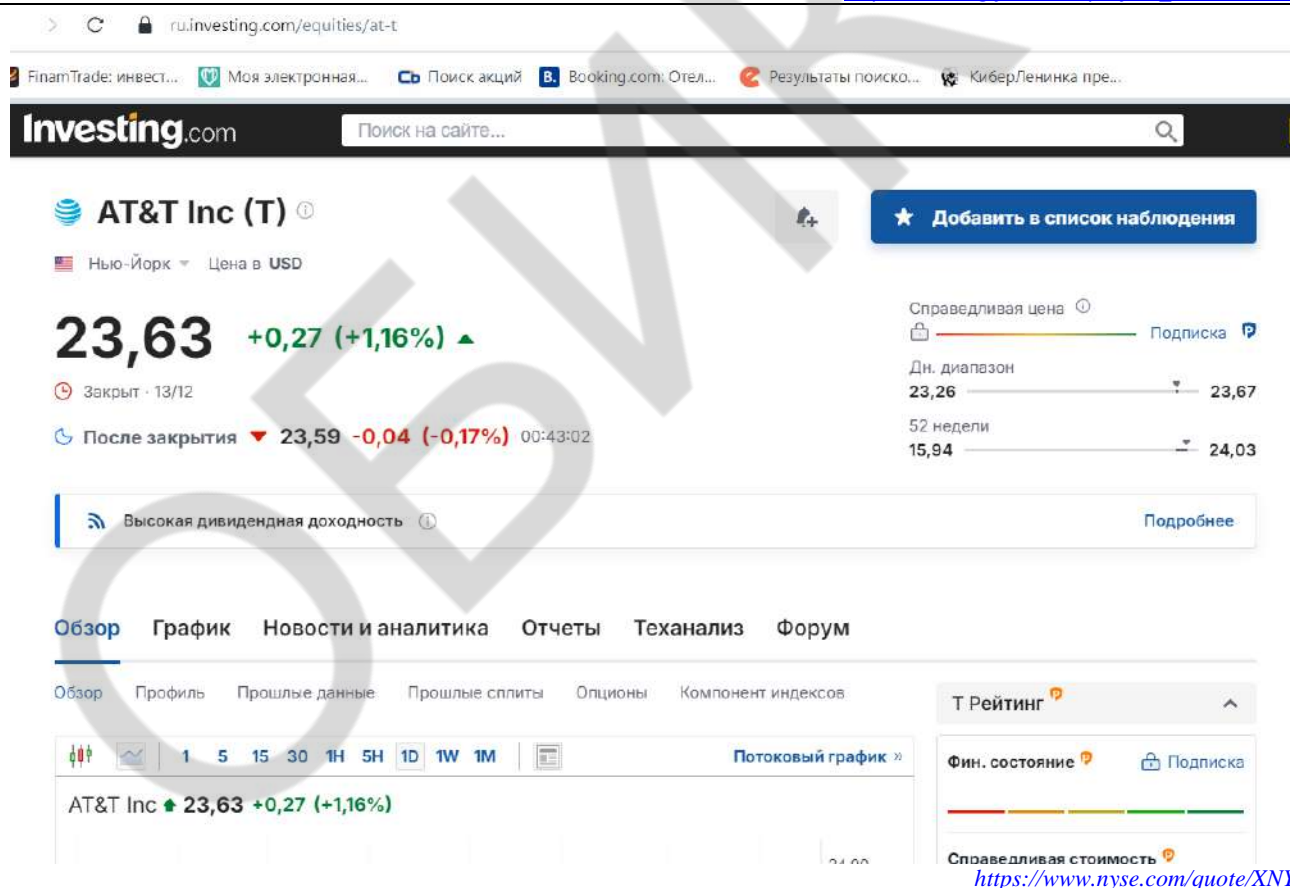 ru.investing.com/equities/at-t
FinamTrade: инвест... Моя электронная... Поиск акций B. Booking.com: Отел... Результаты поиско... КиберЛенинка пре...
Investing.com Поиск на сайте...
AT&T Inc (T)
Добавить в список наблюдения
Нью-Йорк Цена в USD
23,63 +0,27 (+1,16%)
Справедливая цена
Подписка
Закрыт · 13/12
Дн. диапазон
23,26 23,67
После закрытия 23,59 -0,04 (-0,17%) 00:43:02
52 недели
15,94 24,03
Высокая дивидендная доходность Подробнее
Обзор График Новости и аналитика Отчеты Теханализ Форум
Обзор Профиль Прошлые данные Прошлые сплиты Опционы Компонент индексов
Т Рейтинг
1 5 15 30 1H 5H 1D 1W 1M Потоковый график »
Фин. состояние Подписка
AT&T Inc 23,63 +0,27 (+1,16%)
Справедливая стоимость
https://www.nyse.com/quote/XNY
ОБИК